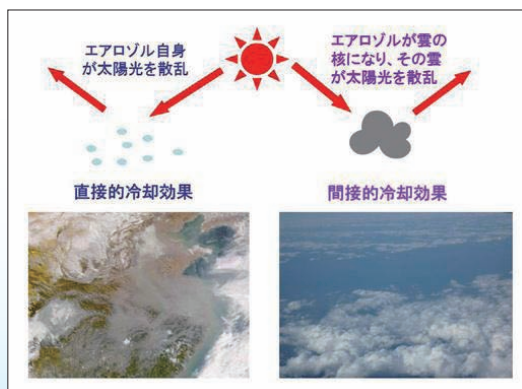 エアロゾル自身
が太陽光を散乱
エアロゾルが雲の
核になり、その雲
が太陽光を散乱
直接的冷却効果
間接的冷却効果